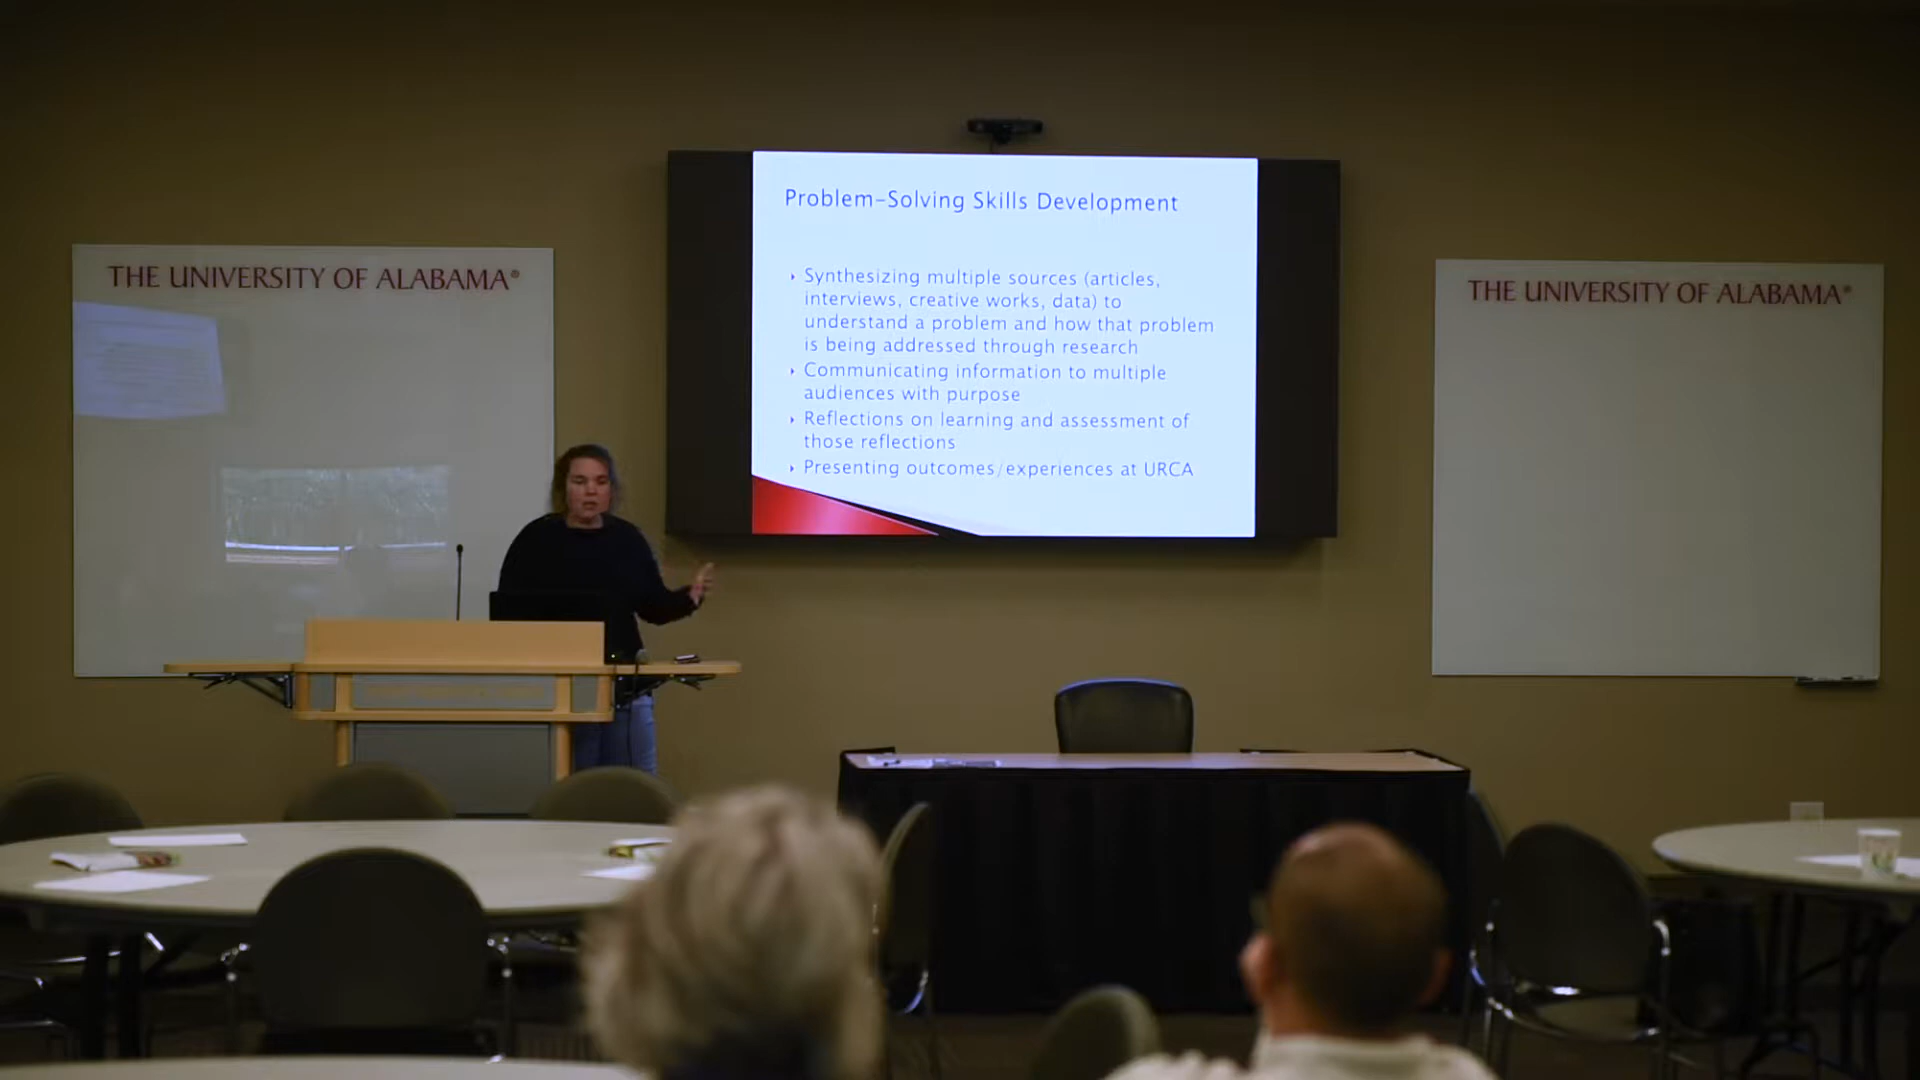 THE UNIVERSITY OF ALABAMA®
Problem-Solving Skills Development
Synthesizing multiple sources (articles,
interviews, creative works, data) to
understand a problem and how that problem
is being addressed through research
Communicating information to multiple
audiences with purpose
Reflections on learning and assessment of
those reflections
Presenting outcomes/experiences at URCA
THE UNIVERSITY OF ALABAMA®